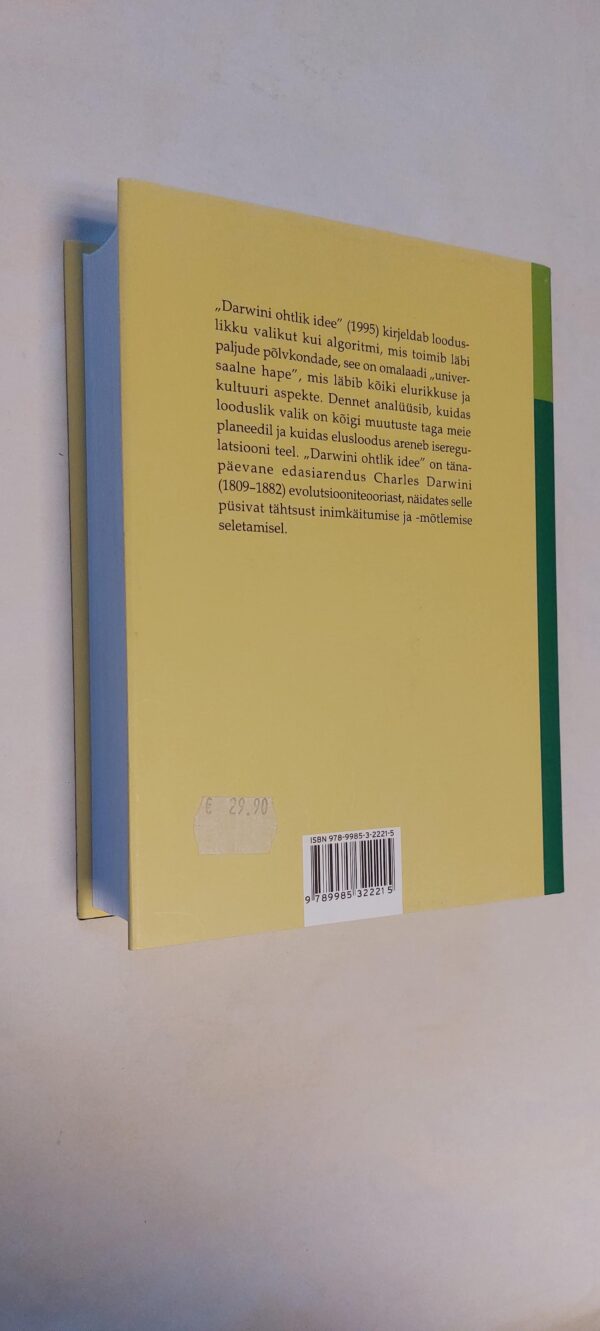 „Darwini ohtlik idee” (1995) kirjeldab loodus-
likku valikut kui algoritmi, mis toimib läbi
paljude põlvkondade, see on omalaadi „univer-
saalne hape”, mis läbib kõiki elurikkuse ja
kultuuri aspekte. Dennet analüüsib, kuidas
looduslik valik on kõigi muutuste taga meie
planeedil ja kuidas elusloodus areneb iseregu-
latsiooni teel. „Darwini ohtlik idee” on täna-
päevane edasiarendus Charles Darwini
(1809–1882) evolutsiooniteooriast, näidates selle
püsivat tähtsust inimkäitumise ja -mõtlemise
seletamisel.
€ 29.90
ISBN 978-9985-3-2221-5
9 789985 322215